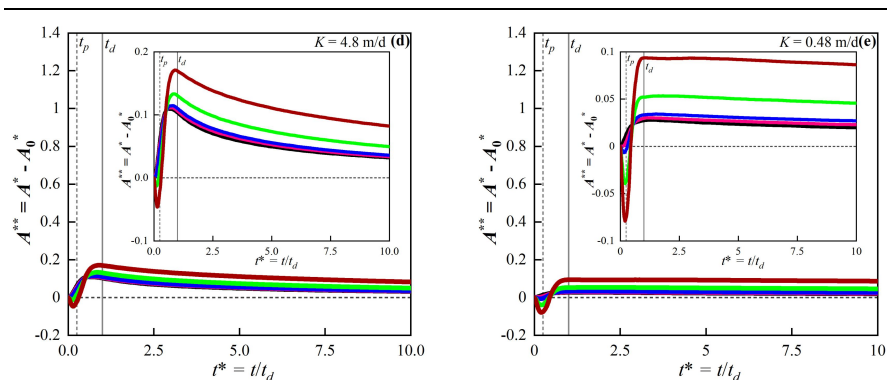 K = 4.8 m/d (d)
t_p t_d
1.4
1.2
1
0.8
0.6
0.4
0.2
0
-0.2
A** = A* - A_0*
0.0 2.5 5.0 7.5 10.0
t* = t/t_d
t_p t_d
0.2
0.1
0.0
-0.1
A** = A* - A_0*
0.0 2.5 5.0 7.5 10.0
t* = t/t_d
K = 0.48 m/d (e)
t_p t_d
1.4
1.2
1
0.8
0.6
0.4
0.2
0
-0.2
A** = A* - A_0*
0 2.5 5 7.5 10
t* = t/t_d
t_p t_d
0.1
0.05
0.0
-0.05
-0.1
A** = A* - A_0*
0 2.5 5 7.5 10
t* = t/t_d